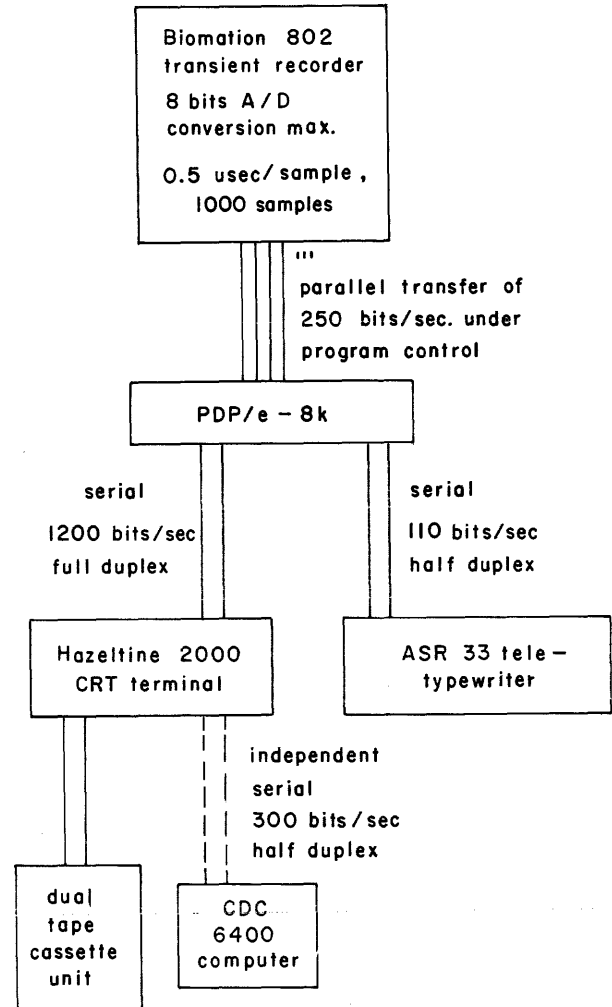 Biomation 802
transient recorder
8 bits A/D
conversion max.
0.5 usec/sample,
1000 samples
'''
parallel transfer of
250 bits/sec. under
program control
PDP/e - 8k
serial
1200 bits/sec
full duplex
serial
110 bits/sec
half duplex
Hazeltine 2000
CRT terminal
ASR 33 tele-
typewriter
independent
serial
300 bits/sec
half duplex
dual
tape
cassette
unit
CDC
6400
computer